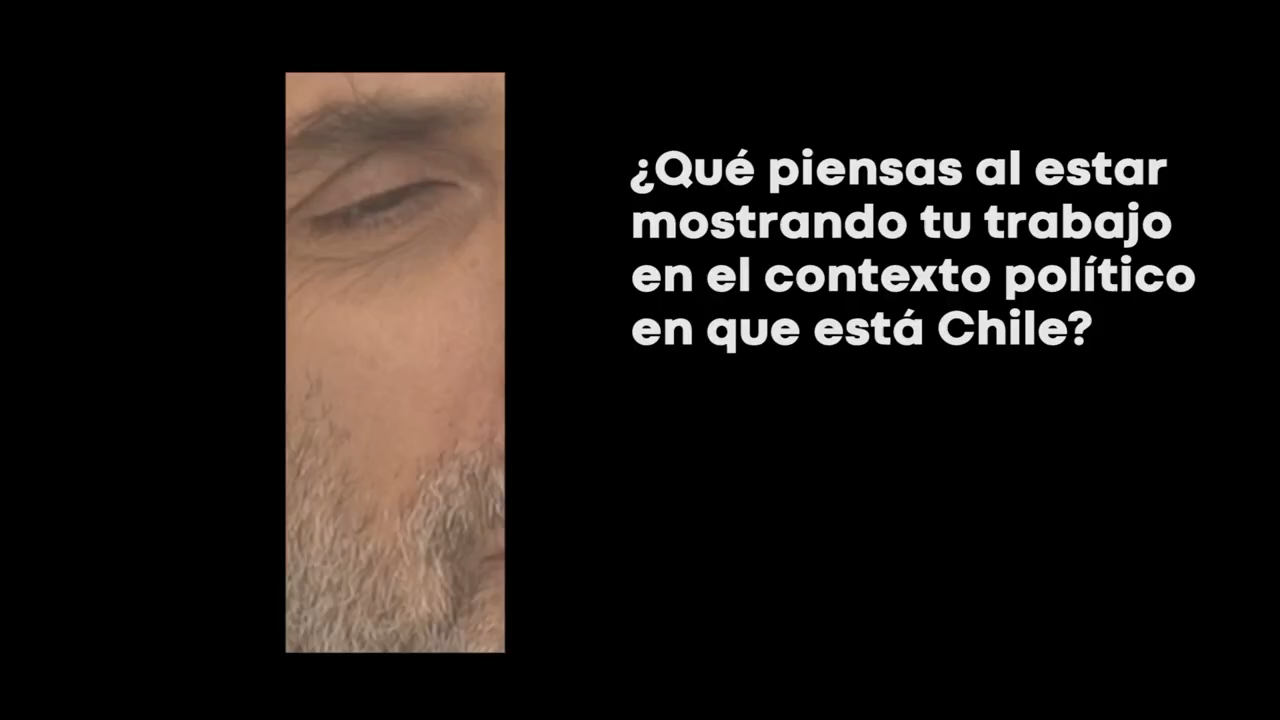 ¿Qué piensas al estar
mostrando tu trabajo
en el contexto político
en que está Chile?